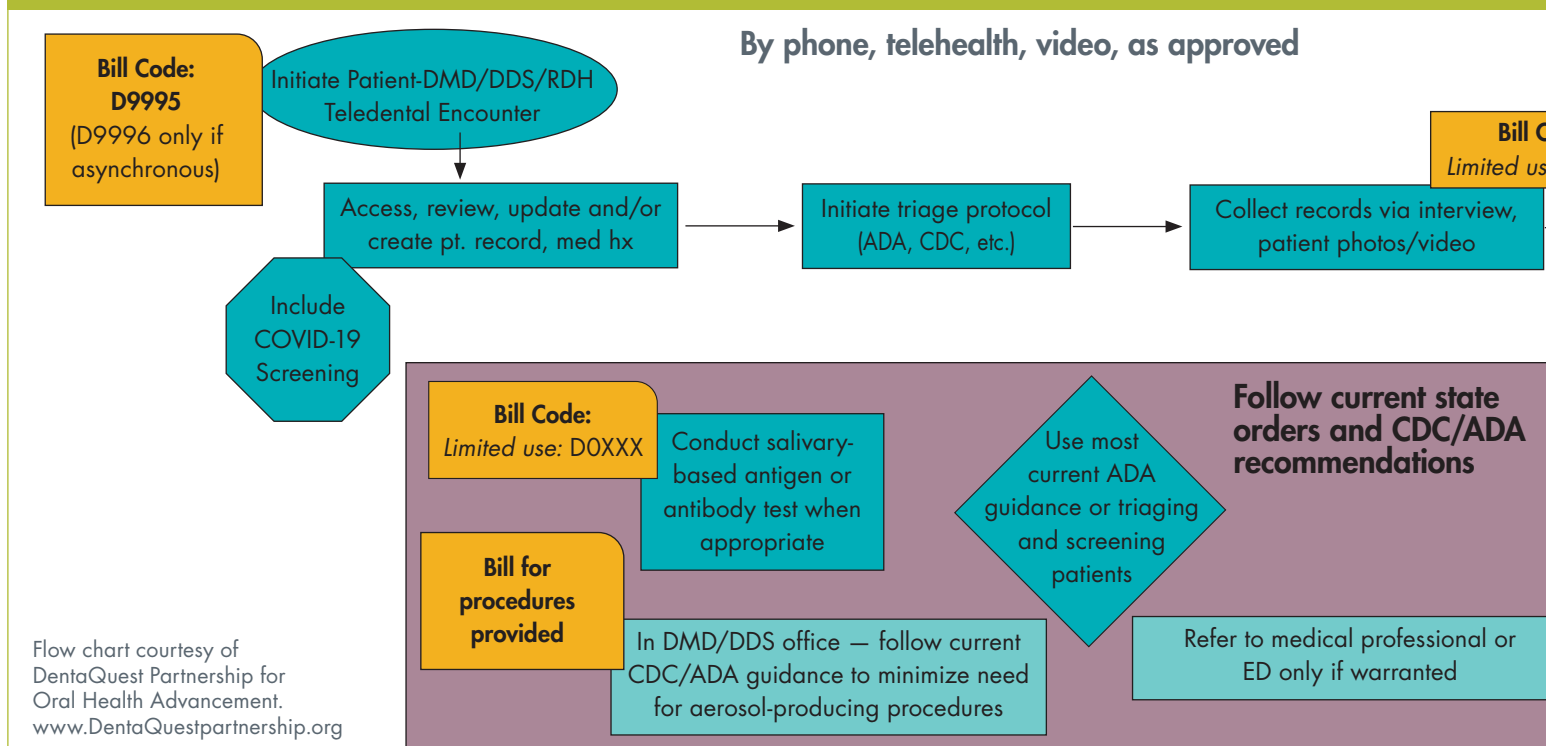 By phone, telehealth, video, as approved
Bill Code:
D9995
(D9996 only if
asynchronous)
Initiate Patient-DMD/DDS/RDH
Teledental Encounter
Access, review, update and/or
create pt. record, med hx
Include
COVID-19
Screening
Initiate triage protocol
(ADA, CDC, etc.)
Bill
Limited
Collect records via interview,
patient photos/video
Bill Code:
Limited use: D0XXX
Conduct salivary-
based antigen or
antibody test when
appropriate
Use most
current ADA
guidance or triaging
and screening
patients
Follow current state
orders and CDC/ADA
recommendations
Bill for
procedures
provided
In DMD/DDS office — follow current
CDC/ADA guidance to minimize need
for aerosol-producing procedures
Refer to medical professional or
ED only if warranted
Flow chart courtesy of
DentaQuest Partnership for
Oral Health Advancement.
www.DentaQuestpartnership.org